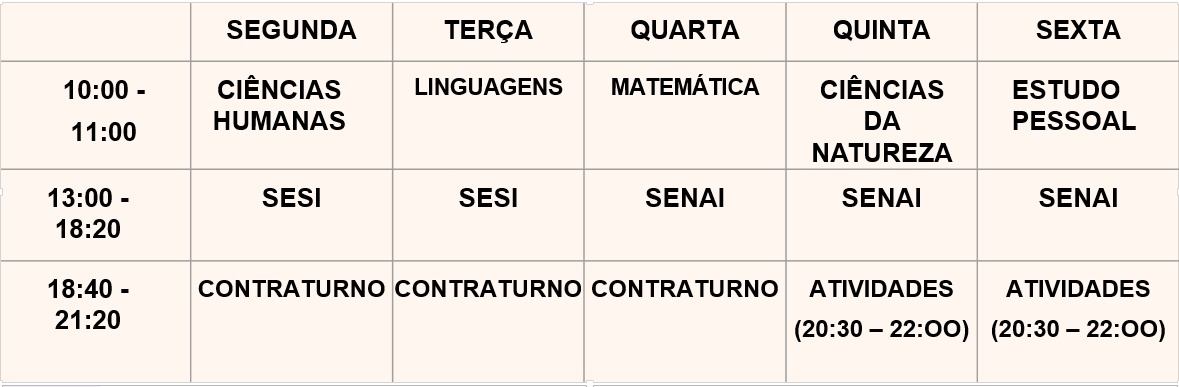 SEGUNDA TERÇA QUARTA QUINTA SEXTA
10:00 -
11:00
CIÊNCIAS
HUMANAS
LINGUAGENS
MATEMÁTICA
CIÊNCIAS
DA
NATUREZA
ESTUDO
PESSOAL
13:00 -
18:20
SESI
SESI
SENAI
SENAI
SENAI
18:40 -
21:20
CONTRATURNO
CONTRATURNO
CONTRATURNO
ATIVIDADES
(20:30 – 22:OO)
ATIVIDADES
(20:30 – 22:OO)